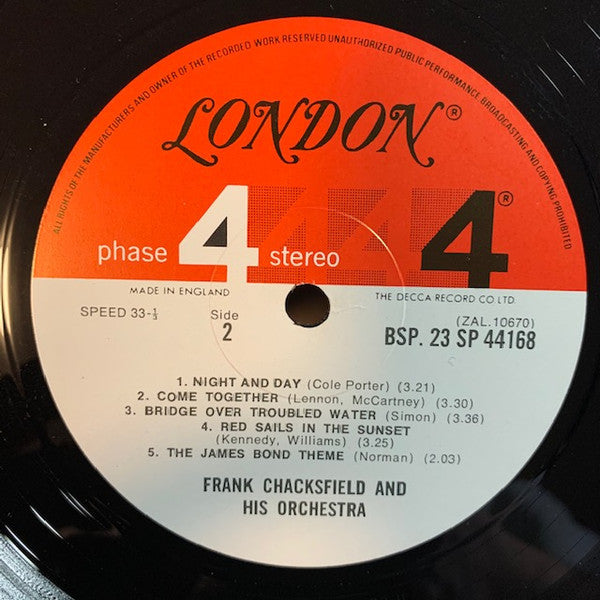 ALL RIGHTS OF THE MANUFACTURERS AND OWNER OF THE RECORDED WORK RESERVED UNAUTHORIZED PUBLIC PERFORMANCE BROADCASTING AND COPYING PROHIBITED
LONDON®
phase 4 stereo 4®
MADE IN ENGLAND THE DECCA RECORD CO LTD.
SPEED 33-⅓ Side (ZAL.10670)
2 BSP. 23 SP 44168
1. NIGHT AND DAY (Cole Porter) (3.21)
2. COME TOGETHER (Lennon, McCartney) (3.30)
3. BRIDGE OVER TROUBLED WATER (Simon) (3.36)
4. RED SAILS IN THE SUNSET
(Kennedy, Williams) (3.25)
5. THE JAMES BOND THEME (Norman) (2.03)
FRANK CHACKSFIELD AND
HIS ORCHESTRA